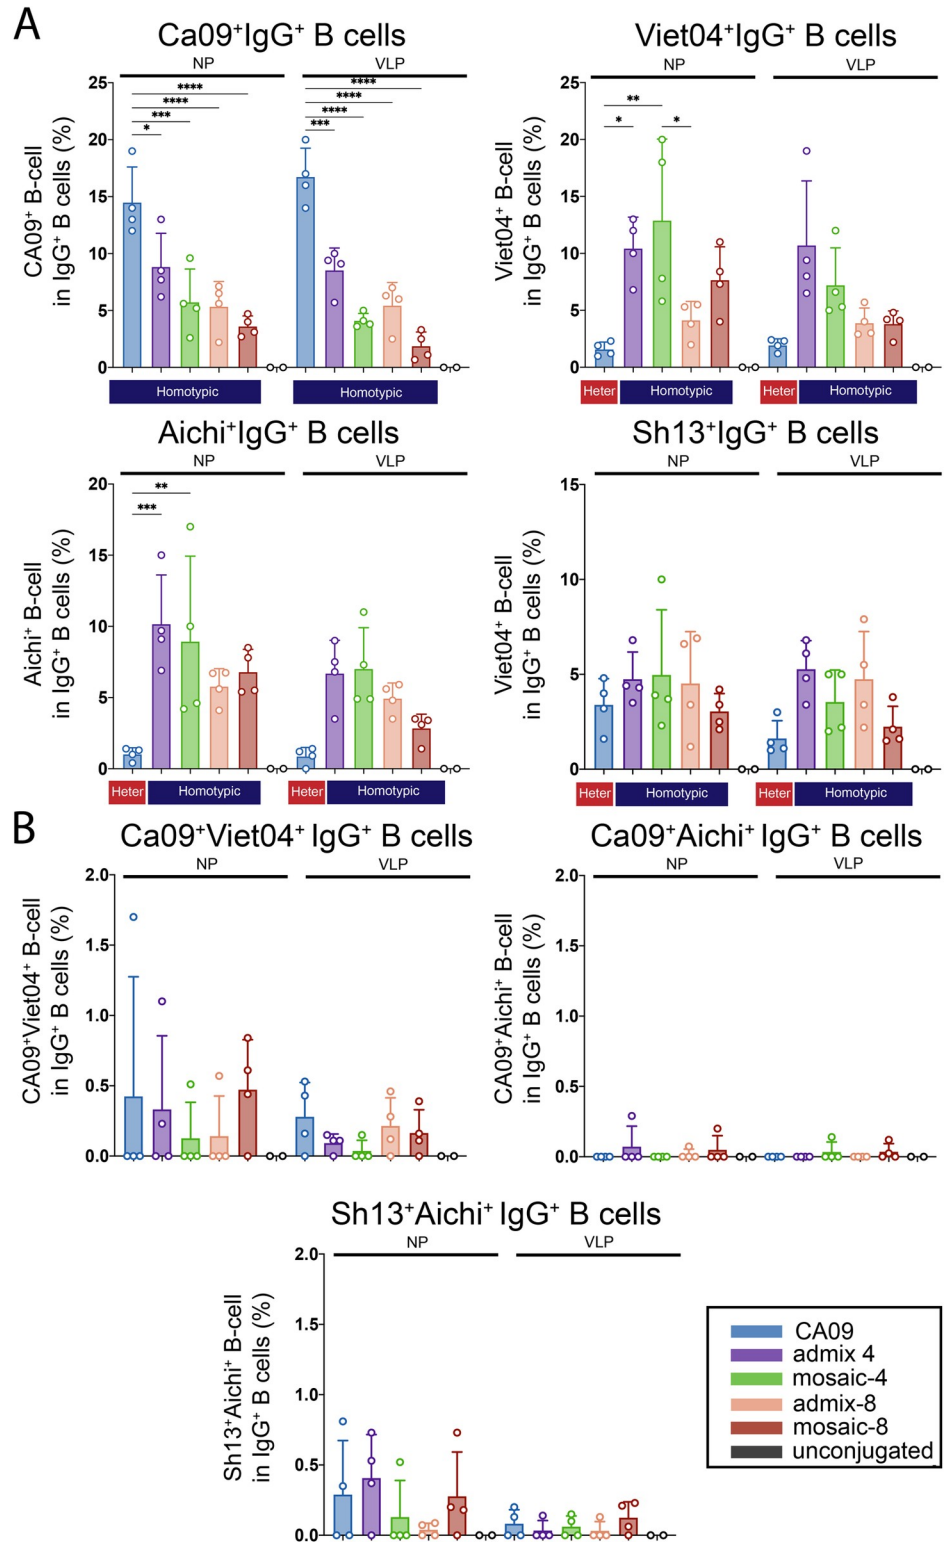 A
Ca09⁺IgG⁺ B cells
NP
VLP
CA09⁺ B-cell
in IgG⁺ B cells (%)
25
20
15
10
5
0
****
****
***
*
****
****
****
***
Homotypic
Homotypic
Viet04⁺IgG⁺ B cells
NP
VLP
Viet04⁺ B-cell
in IgG⁺ B cells (%)
25
20
15
10
5
0
**
*
*
Heter
Homotypic
Heter
Homotypic
Aichi⁺IgG⁺ B cells
NP
VLP
Aichi⁺ B-cell
in IgG⁺ B cells (%)
20
15
10
5
0
**
***
Heter
Homotypic
Heter
Homotypic
Sh13⁺IgG⁺ B cells
NP
VLP
Viet04⁺ B-cell
in IgG⁺ B cells (%)
15
10
5
0
Heter
Homotypic
Heter
Homotypic
B
Ca09⁺Viet04⁺ IgG⁺ B cells
NP
VLP
CA09⁺Viet04⁺ B-cell
in IgG⁺ B cells (%)
2.0
1.5
1.0
0.5
0.0
Ca09⁺Aichi⁺ IgG⁺ B cells
NP
VLP
CA09⁺Aichi⁺ B-cell
in IgG⁺ B cells (%)
2.0
1.5
1.0
0.5
0.0
Sh13⁺Aichi⁺ IgG⁺ B cells
NP
VLP
Sh13⁺Aichi⁺ B-cell
in IgG⁺ B cells (%)
2.0
1.5
1.0
0.5
0.0
CA09
admix 4
mosaic-4
admix-8
mosaic-8
unconjugated